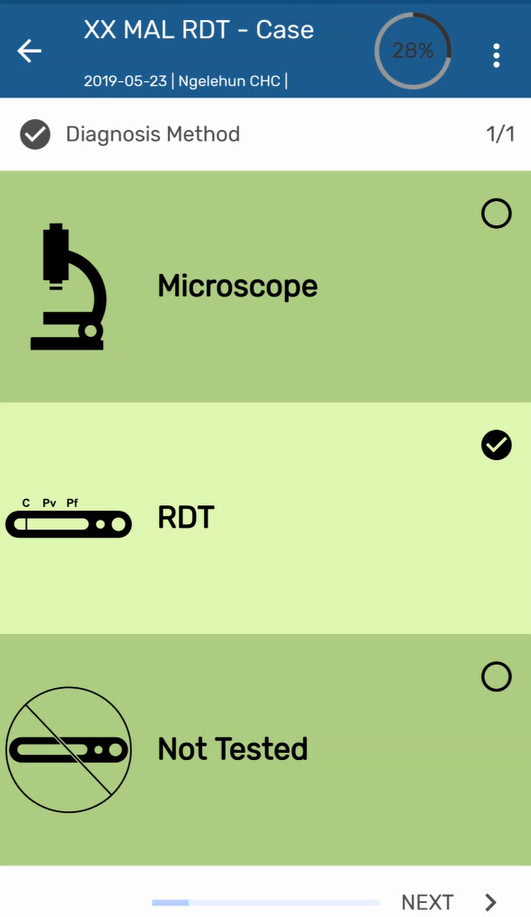 XX MAL RDT - Case
28%
2019-05-23 | Ngelehun CHC |
Diagnosis Method
1/1
Microscope
C Pv Pf
RDT
Not Tested
NEXT